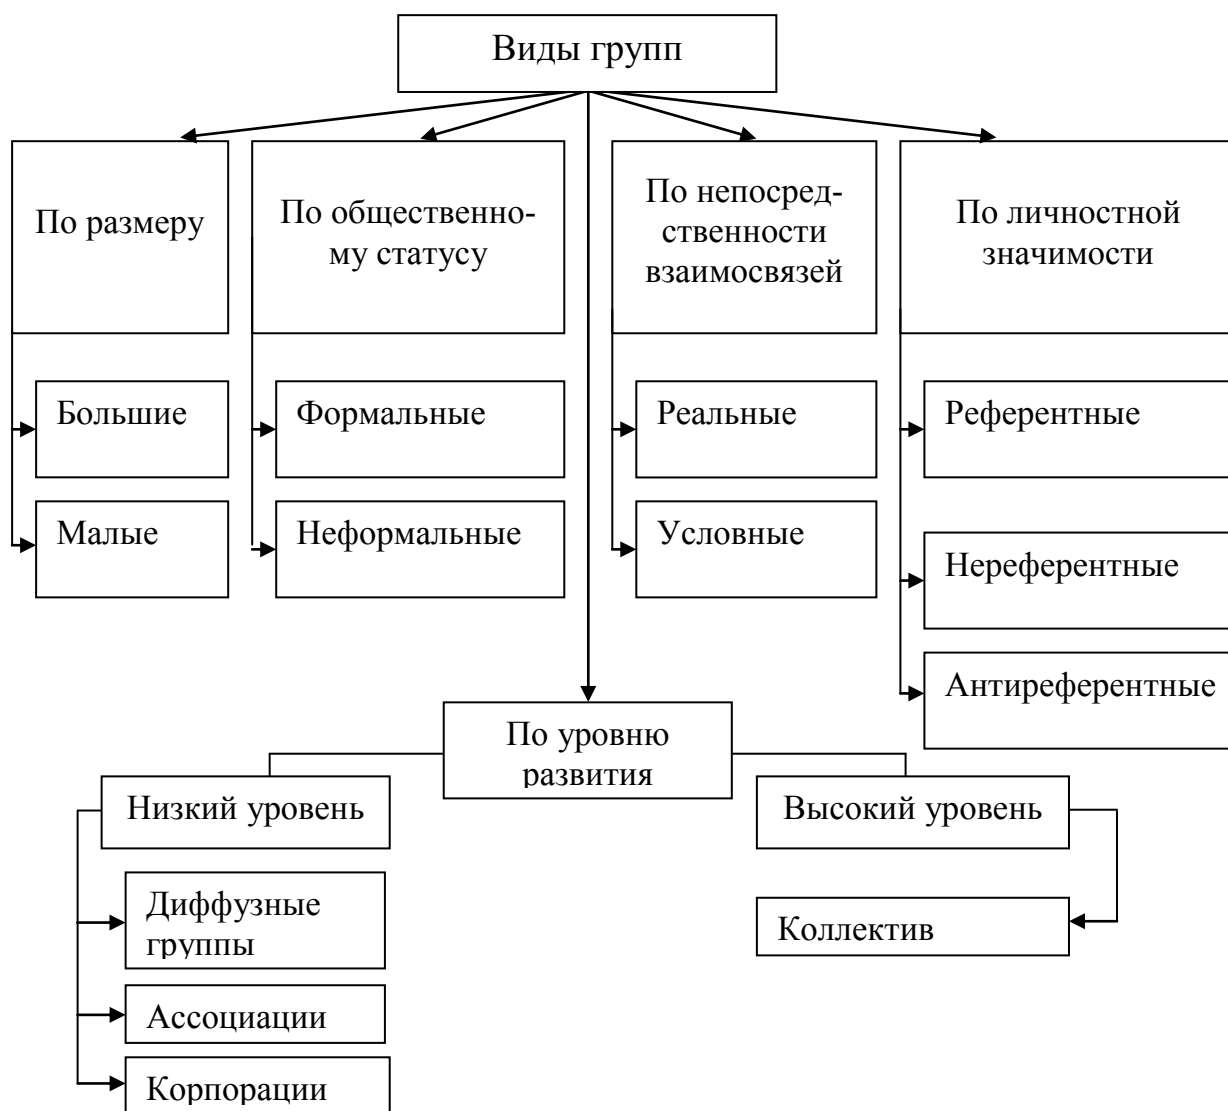 Виды групп
По размеру
По общественно-
му статусу
По непосред-
ственности
взаимосвязей
По личностной
значимости
Большие
Малые
Формальные
Неформальные
Реальные
Условные
Референтные
Нереферентные
Антиреферентные
По уровню
развития
Низкий уровень
Диффузные
группы
Ассоциации
Корпорации
Высокий уровень
Коллектив